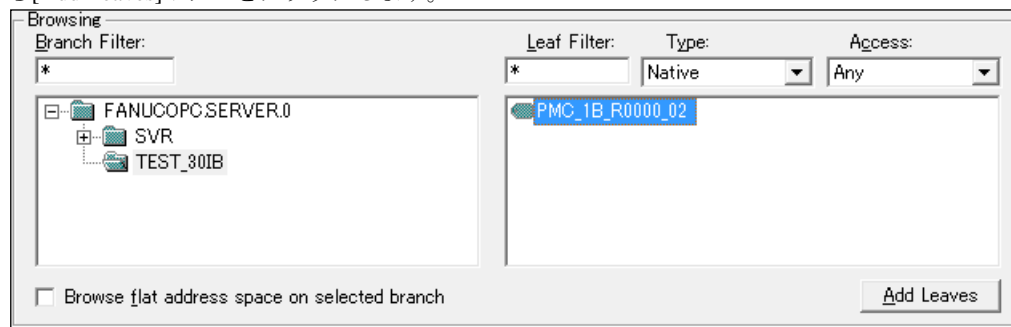 Browsing
Branch Filter:
Leaf Filter: Type: Access:
* * Native Any
FANUCOPC.SERVER.0
SVR
TEST_30IB
PMC_1B_R0000_02
Browse flat address space on selected branch
Add Leaves